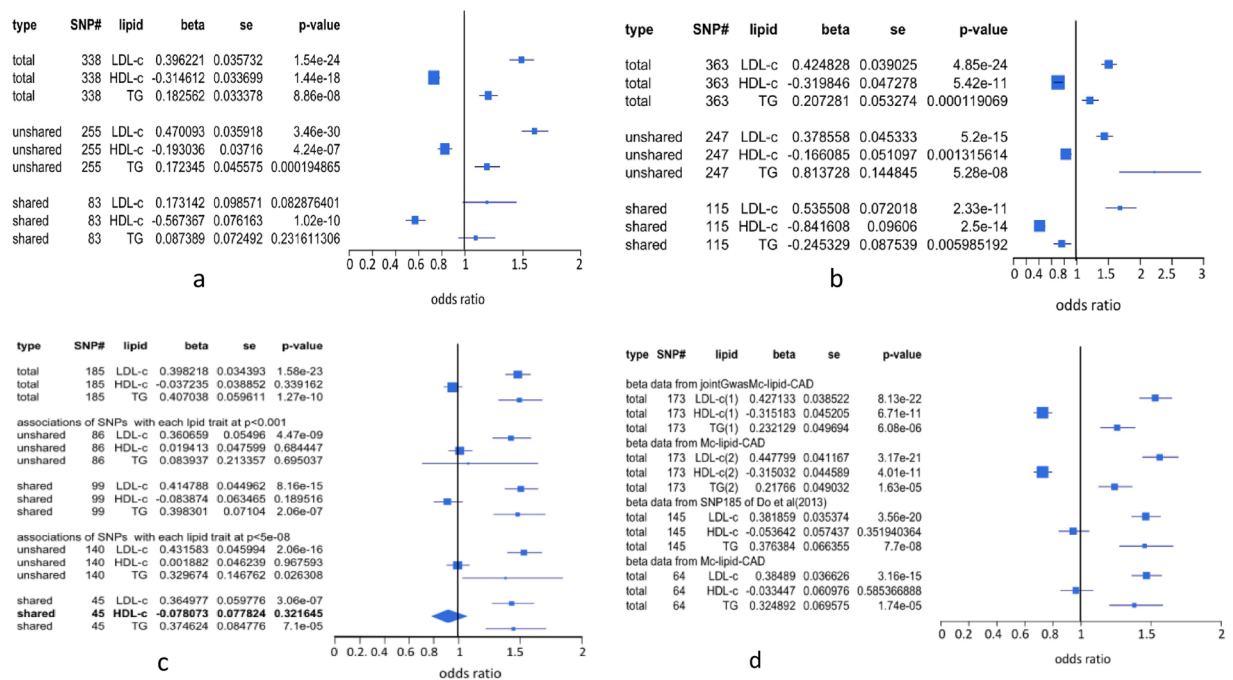 type SNP# lipid beta se p-value
total 338 LDL-c 0.396221 0.035732 1.54e-24
total 338 HDL-c -0.314612 0.033699 1.44e-18
total 338 TG 0.182562 0.033378 8.86e-08
unshared 255 LDL-c 0.470093 0.035918 3.46e-30
unshared 255 HDL-c -0.193036 0.03716 4.24e-07
unshared 255 TG 0.172345 0.045575 0.000194865
shared 83 LDL-c 0.173142 0.098571 0.082876401
shared 83 HDL-c -0.567367 0.076163 1.02e-10
shared 83 TG 0.087389 0.072492 0.231611306
0 0.2 0.4 0.8 1 1.5 2
odds ratio
a
type SNP# lipid beta se p-value
total 363 LDL-c 0.424828 0.039025 4.85e-24
total 363 HDL-c -0.319846 0.047278 5.42e-11
total 363 TG 0.207281 0.053274 0.000119069
unshared 247 LDL-c 0.378558 0.045333 5.2e-15
unshared 247 HDL-c -0.166085 0.051097 0.001315614
unshared 247 TG 0.813728 0.144845 5.28e-08
shared 115 LDL-c 0.535508 0.072018 2.33e-11
shared 115 HDL-c -0.841608 0.09606 2.5e-14
shared 115 TG -0.245329 0.087539 0.005985192
0 0.4 0.8 1 1.5 2 2.5 3
odds ratio
b
type SNP# lipid beta se p-value
total 185 LDL-c 0.398218 0.034393 1.58e-23
total 185 HDL-c -0.037235 0.038852 0.339162
total 185 TG 0.407038 0.059611 1.27e-10
associations of SNPs with each lpid trait at p<0.001
unshared 86 LDL-c 0.360659 0.05496 4.47e-09
unshared 86 HDL-c 0.019413 0.047599 0.684447
unshared 86 TG 0.083937 0.213357 0.695037
shared 99 LDL-c 0.414788 0.044962 8.16e-15
shared 99 HDL-c -0.083874 0.063465 0.189516
shared 99 TG 0.398301 0.07104 2.06e-07
associations of SNPs with each lipid trait at p<5e-08
unshared 140 LDL-c 0.431583 0.045994 2.06e-16
unshared 140 HDL-c 0.001882 0.046239 0.967593
unshared 140 TG 0.329674 0.146762 0.026308
shared 45 LDL-c 0.364977 0.059776 3.06e-07
shared 45 HDL-c -0.078073 0.077824 0.321645
shared 45 TG 0.374624 0.084776 7.1e-05
0 0.2 0. 4 0.8 1 1.5 2
odds ratio
c
type SNP# lipid beta se p-value
beta data from jointGwasMc-lipid-CAD
total 173 LDL-c(1) 0.427133 0.038522 8.13e-22
total 173 HDL-c(1) -0.315183 0.045205 6.71e-11
total 173 TG(1) 0.232129 0.049694 6.08e-06
beta data from Mc-lipid-CAD
total 173 LDL-c(2) 0.447799 0.041167 3.17e-21
total 173 HDL-c(2) -0.315032 0.044589 4.01e-11
total 173 TG(2) 0.21766 0.049032 1.63e-05
beta data from SNP185 of Do et al(2013)
total 145 LDL-c 0.381859 0.035374 3.56e-20
total 145 HDL-c -0.053642 0.057437 0.351940364
total 145 TG 0.376384 0.066355 7.7e-08
beta data from Mc-lipid-CAD
total 64 LDL-c 0.38489 0.036626 3.16e-15
total 64 HDL-c -0.033447 0.060976 0.585366888
total 64 TG 0.324892 0.069575 1.74e-05
0 0.2 0.4 0.8 1 1.5 2
odds ratio
d